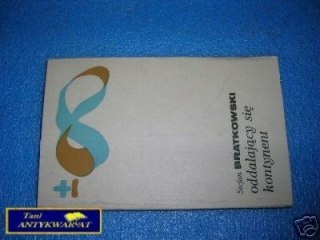 Stefan BRATKOWSKI
oddalający się
kontynent
±∞
Tani
ANTYKWARIAT